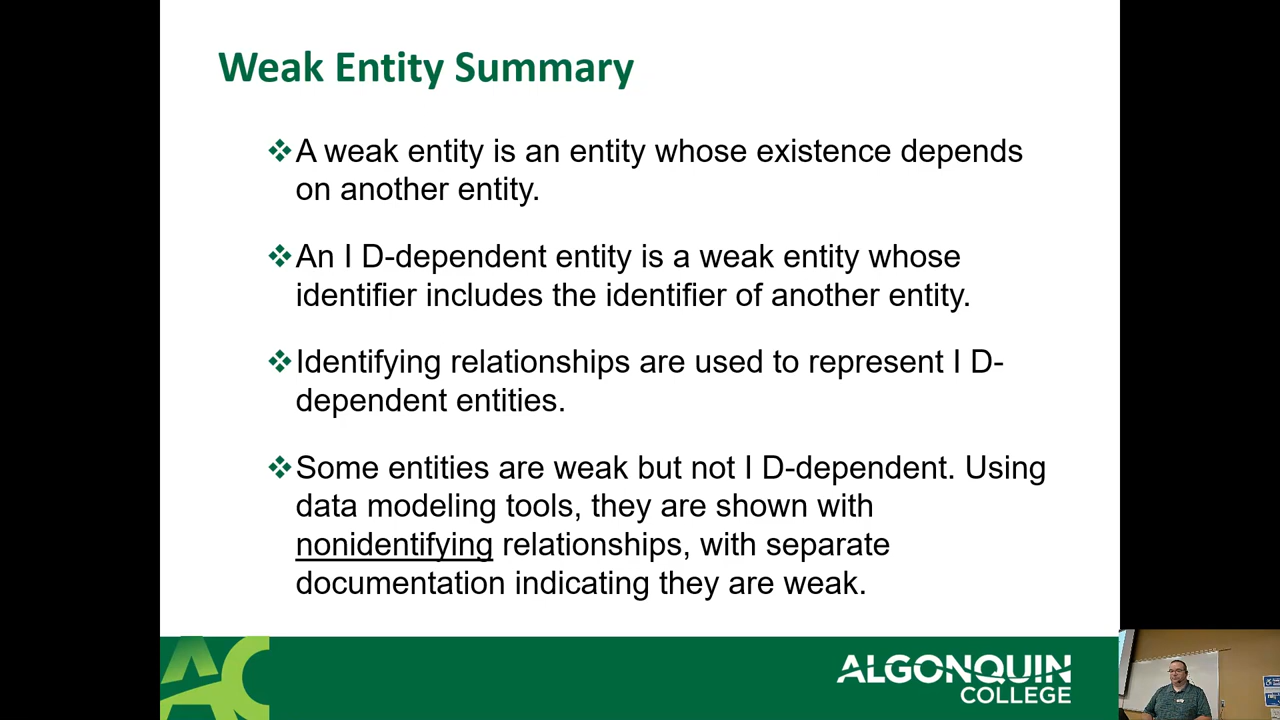 Weak Entity Summary
❖A weak entity is an entity whose existence depends
on another entity.
❖An I D-dependent entity is a weak entity whose
identifier includes the identifier of another entity.
❖Identifying relationships are used to represent I D-
dependent entities.
❖Some entities are weak but not I D-dependent. Using
data modeling tools, they are shown with
nonidentifying relationships, with separate
documentation indicating they are weak.
AC
ALGONQUIN
COLLEGE